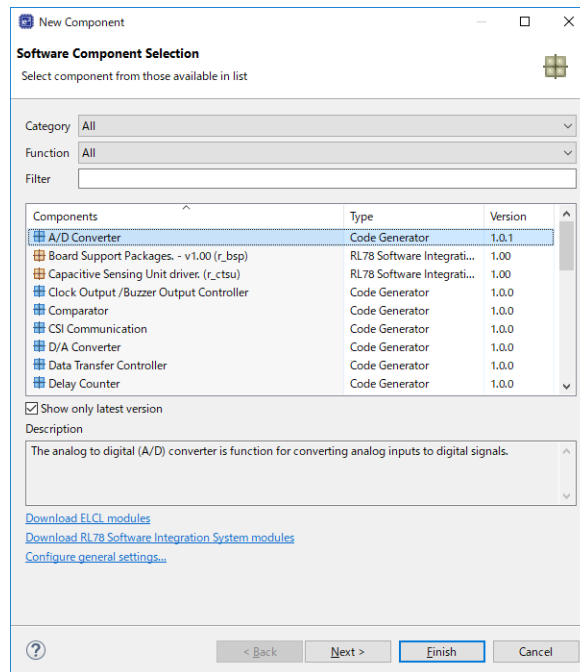 New Component
Software Component Selection
Select component from those available in list
Category All
Function All
Filter
Components Type Version
A/D Converter Code Generator 1.0.1
Board Support Packages. - v1.00 (r_bsp) RL78 Software Integrati... 1.00
Capacitive Sensing Unit driver. (r_ctsu) RL78 Software Integrati... 1.00
Clock Output /Buzzer Output Controller Code Generator 1.0.0
Comparator Code Generator 1.0.0
CSI Communication Code Generator 1.0.0
D/A Converter Code Generator 1.0.0
Data Transfer Controller Code Generator 1.0.0
Delay Counter Code Generator 1.0.0
Show only latest version
Description
The analog to digital (A/D) converter is function for converting analog inputs to digital signals.
Download ELCL modules
Download RL78 Software Integration System modules
Configure general settings...
? < Back Next > Finish Cancel